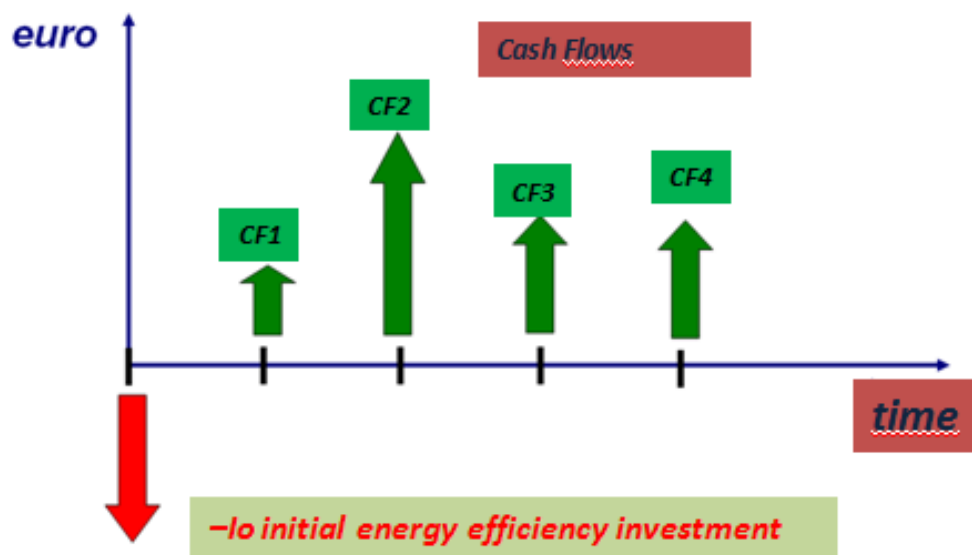 euro
Cash Flows
CF2
CF3
CF4
CF1
time
–Io initial energy efficiency investment